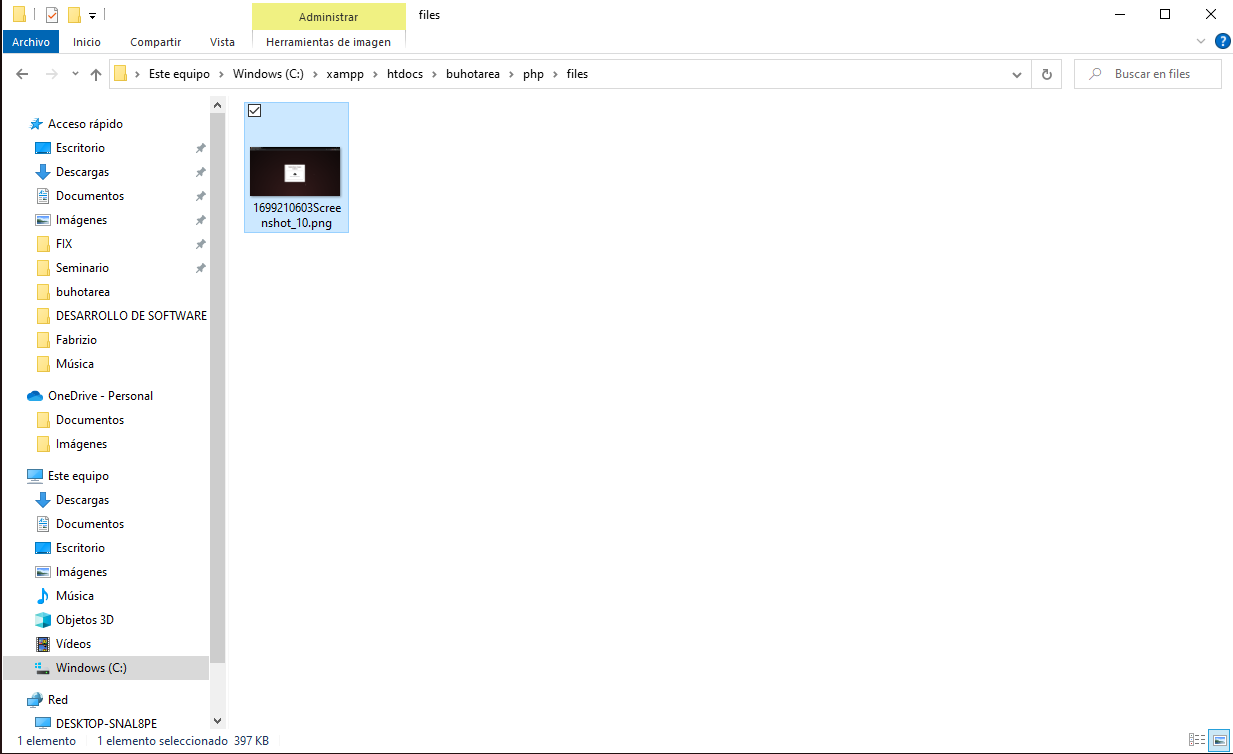 Administrar
files
Archivo
Inicio
Compartir
Vista
Herramientas de imagen
?
Este equipo > Windows (C:) > xampp > htdocs > buhotarea > php > files
Buscar en files
Acceso rápido
Escritorio
Descargas
Documentos
Imágenes
FIX
Seminario
buhotarea
DESARROLLO DE SOFTWARE
Fabrizio
Música
OneDrive - Personal
Documentos
Imágenes
Este equipo
Descargas
Documentos
Escritorio
Imágenes
Música
Objetos 3D
Vídeos
Windows (C:)
Red
DESKTOP-SNAL8PE
1699210603Scree
nshot_10.png
1 elemento
1 elemento seleccionado 397 KB